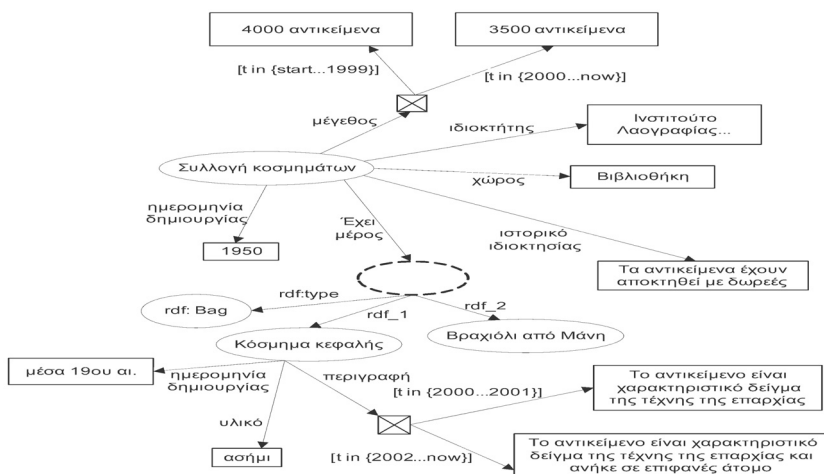 4000 αντικείμενα
3500 αντικείμενα
[t in {start...1999}]
[t in {2000...now}]
μέγεθος
ιδιοκτήτης
Ινστιτούτο
Λαογραφίας...
Συλλογή κοσμημάτων
χώρος
Βιβλιοθήκη
ημερομηνία
δημιουργίας
Έχει
μέρος
ιστορικό
ιδιοκτησίας
1950
Τα αντικείμενα έχουν
αποκτηθεί με δωρεές
rdf:type
rdf: Bag
rdf_1
rdf_2
Κόσμημα κεφαλής
Βραχιόλι από Μάνη
μέσα 19ου αι.
ημερομηνία
δημιουργίας
περιγραφή
[t in {2000...2001}]
Το αντικείμενο είναι
χαρακτηριστικό δείγμα
της τέχνης της επαρχίας
υλικό
ασήμι
[t in {2002...now}]
Το αντικείμενο είναι χαρακτηριστικό
δείγμα της τέχνης της επαρχίας και
ανήκε σε επιφανές άτομο